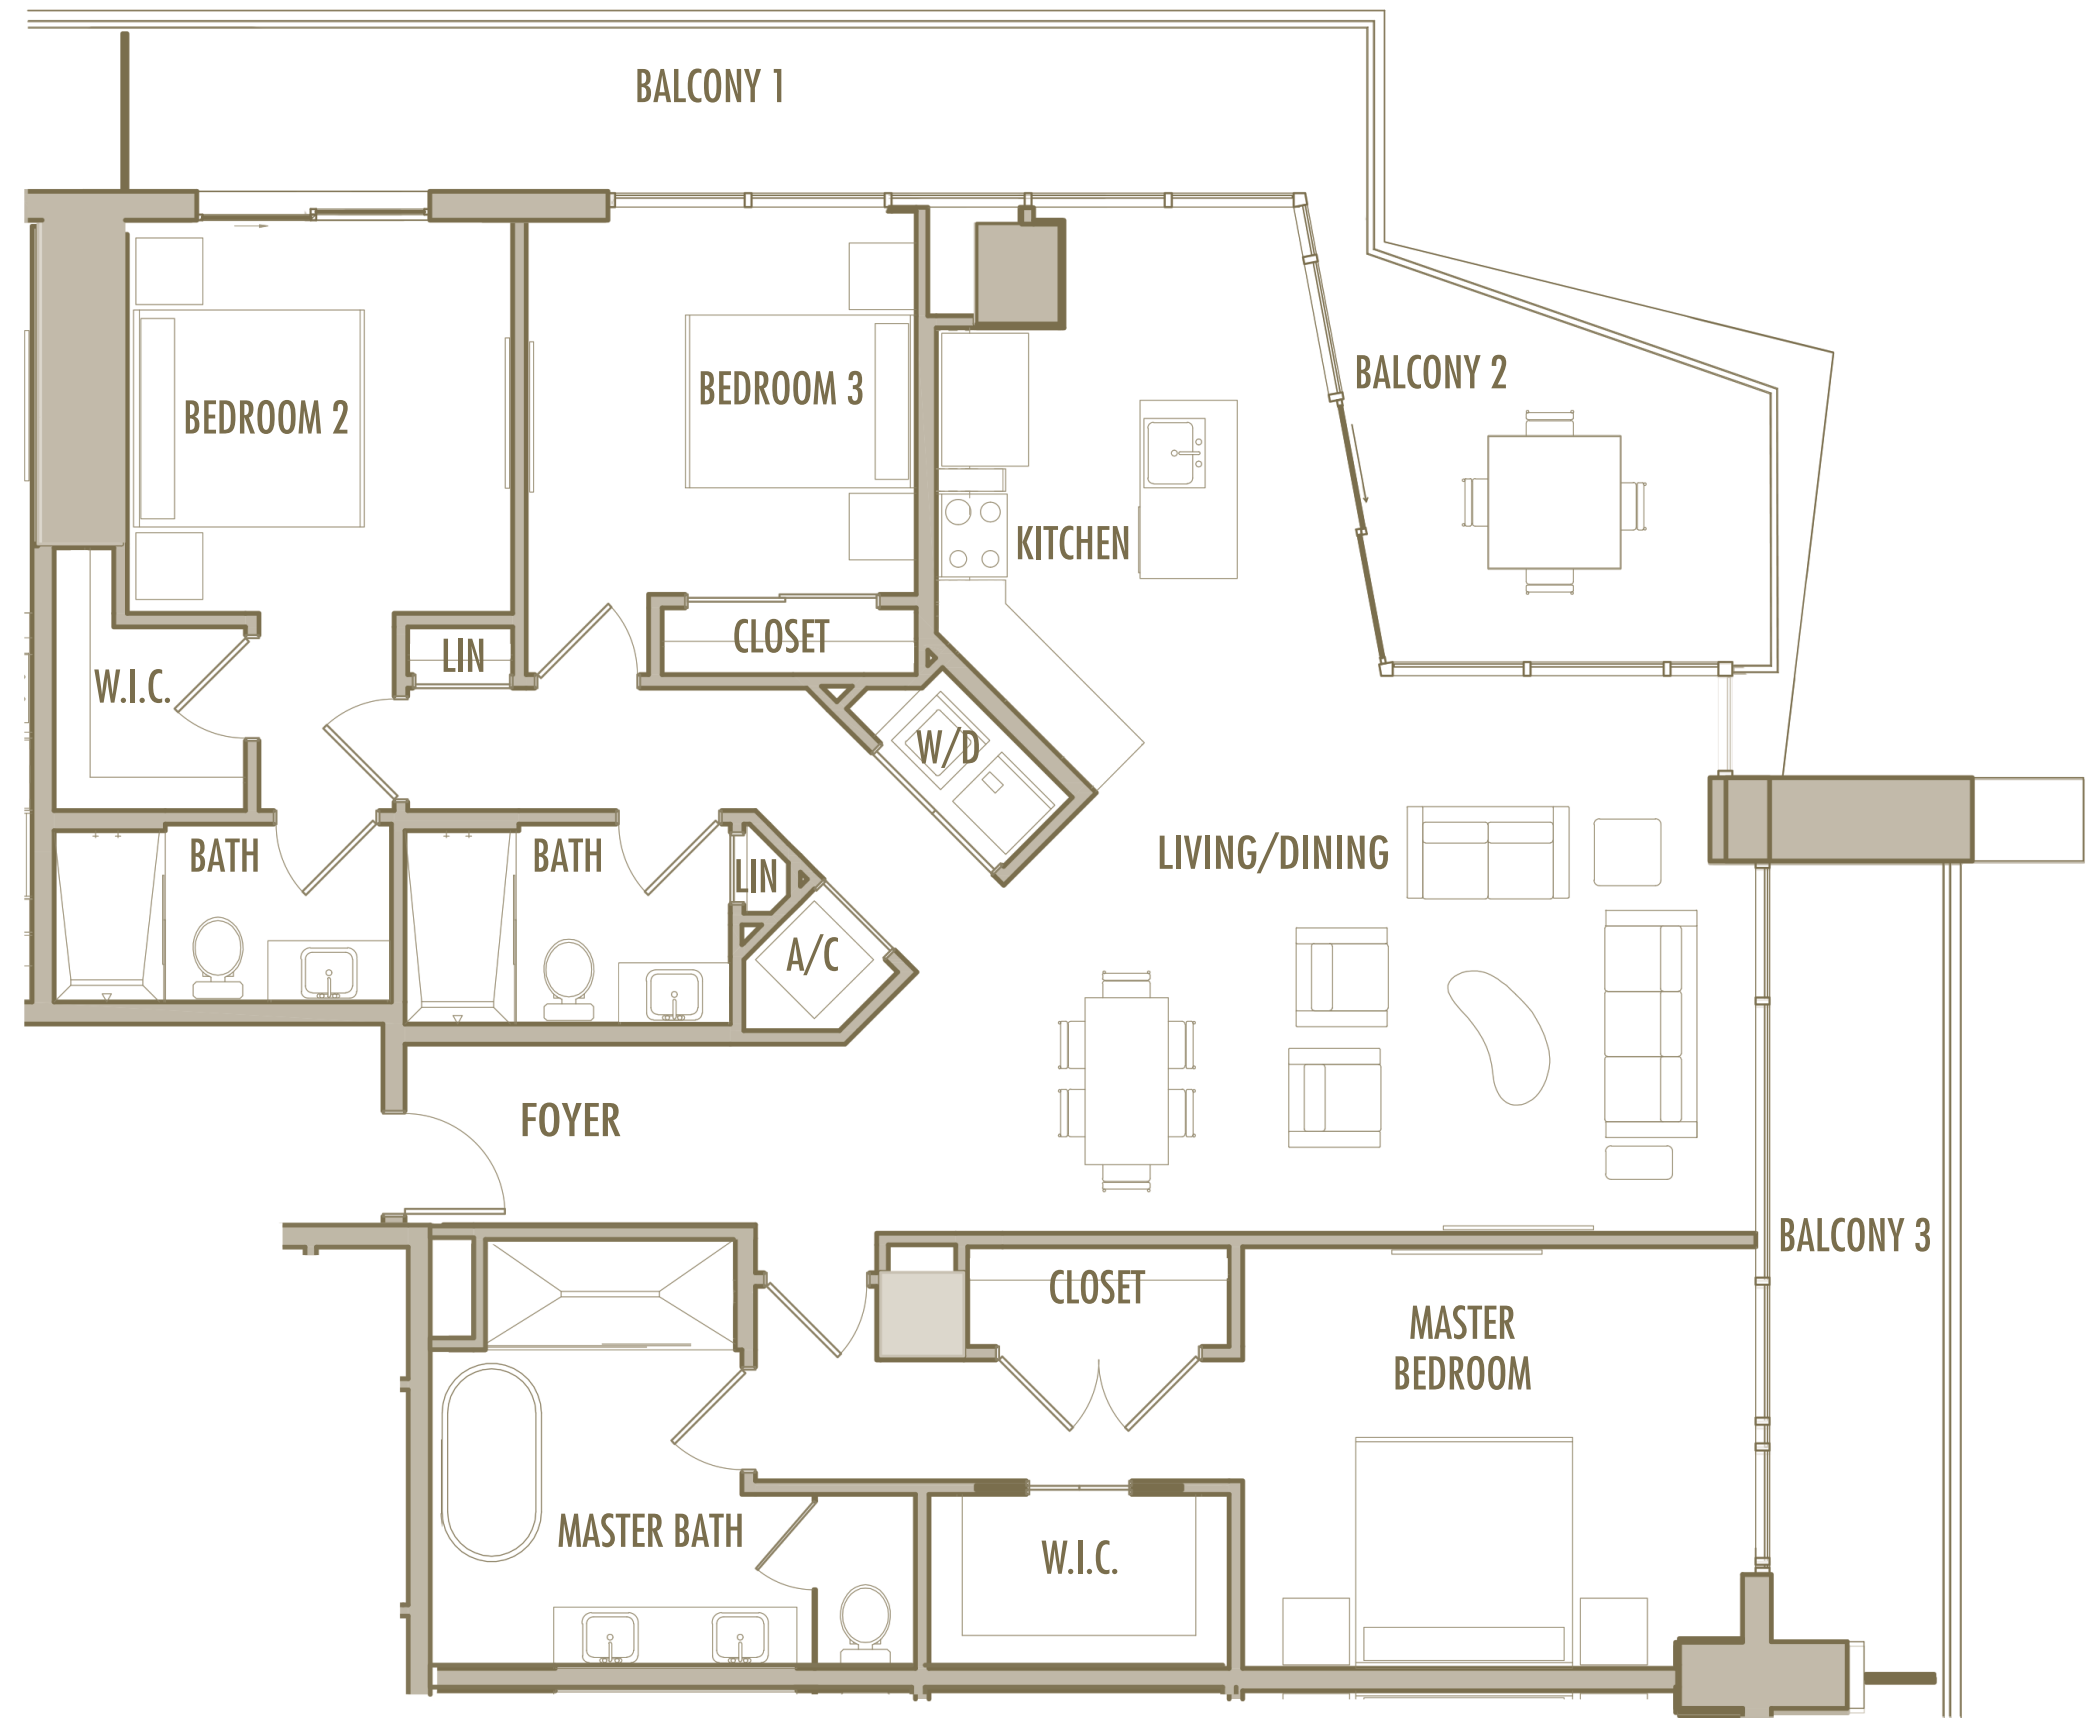 BALCONY 1
BALCONY 2
BEDROOM 3
BEDROOM 2
KITCHEN
CLOSET
LIN
W.I.C.
W/D
BATH
BATH
LIN
LIVING/DINING
A/C
FOYER
BALCONY 3
CLOSET
MASTER
BEDROOM
MASTER BATH
W.I.C.